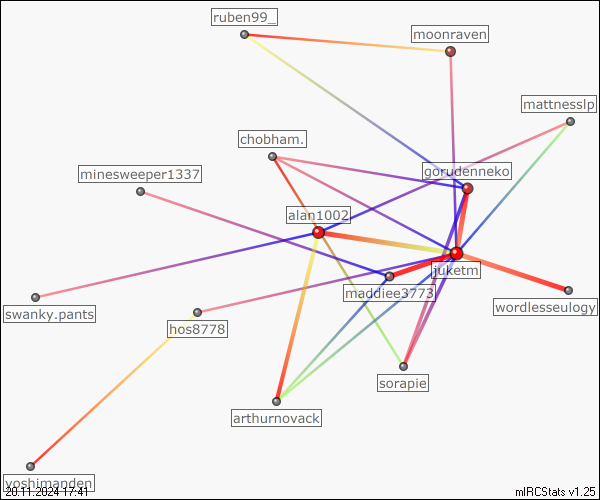 ruben99_
moonraven
mattnesslp
chobham.
minesweeper1337
gorudenneko
alan1002
juketm
maddiee3773
swanky.pants
wordlesseulogy
hos8778
sorapie
arthurnovack
yoshimanden
20.11.2024 17:41
mIRCStats v1.25